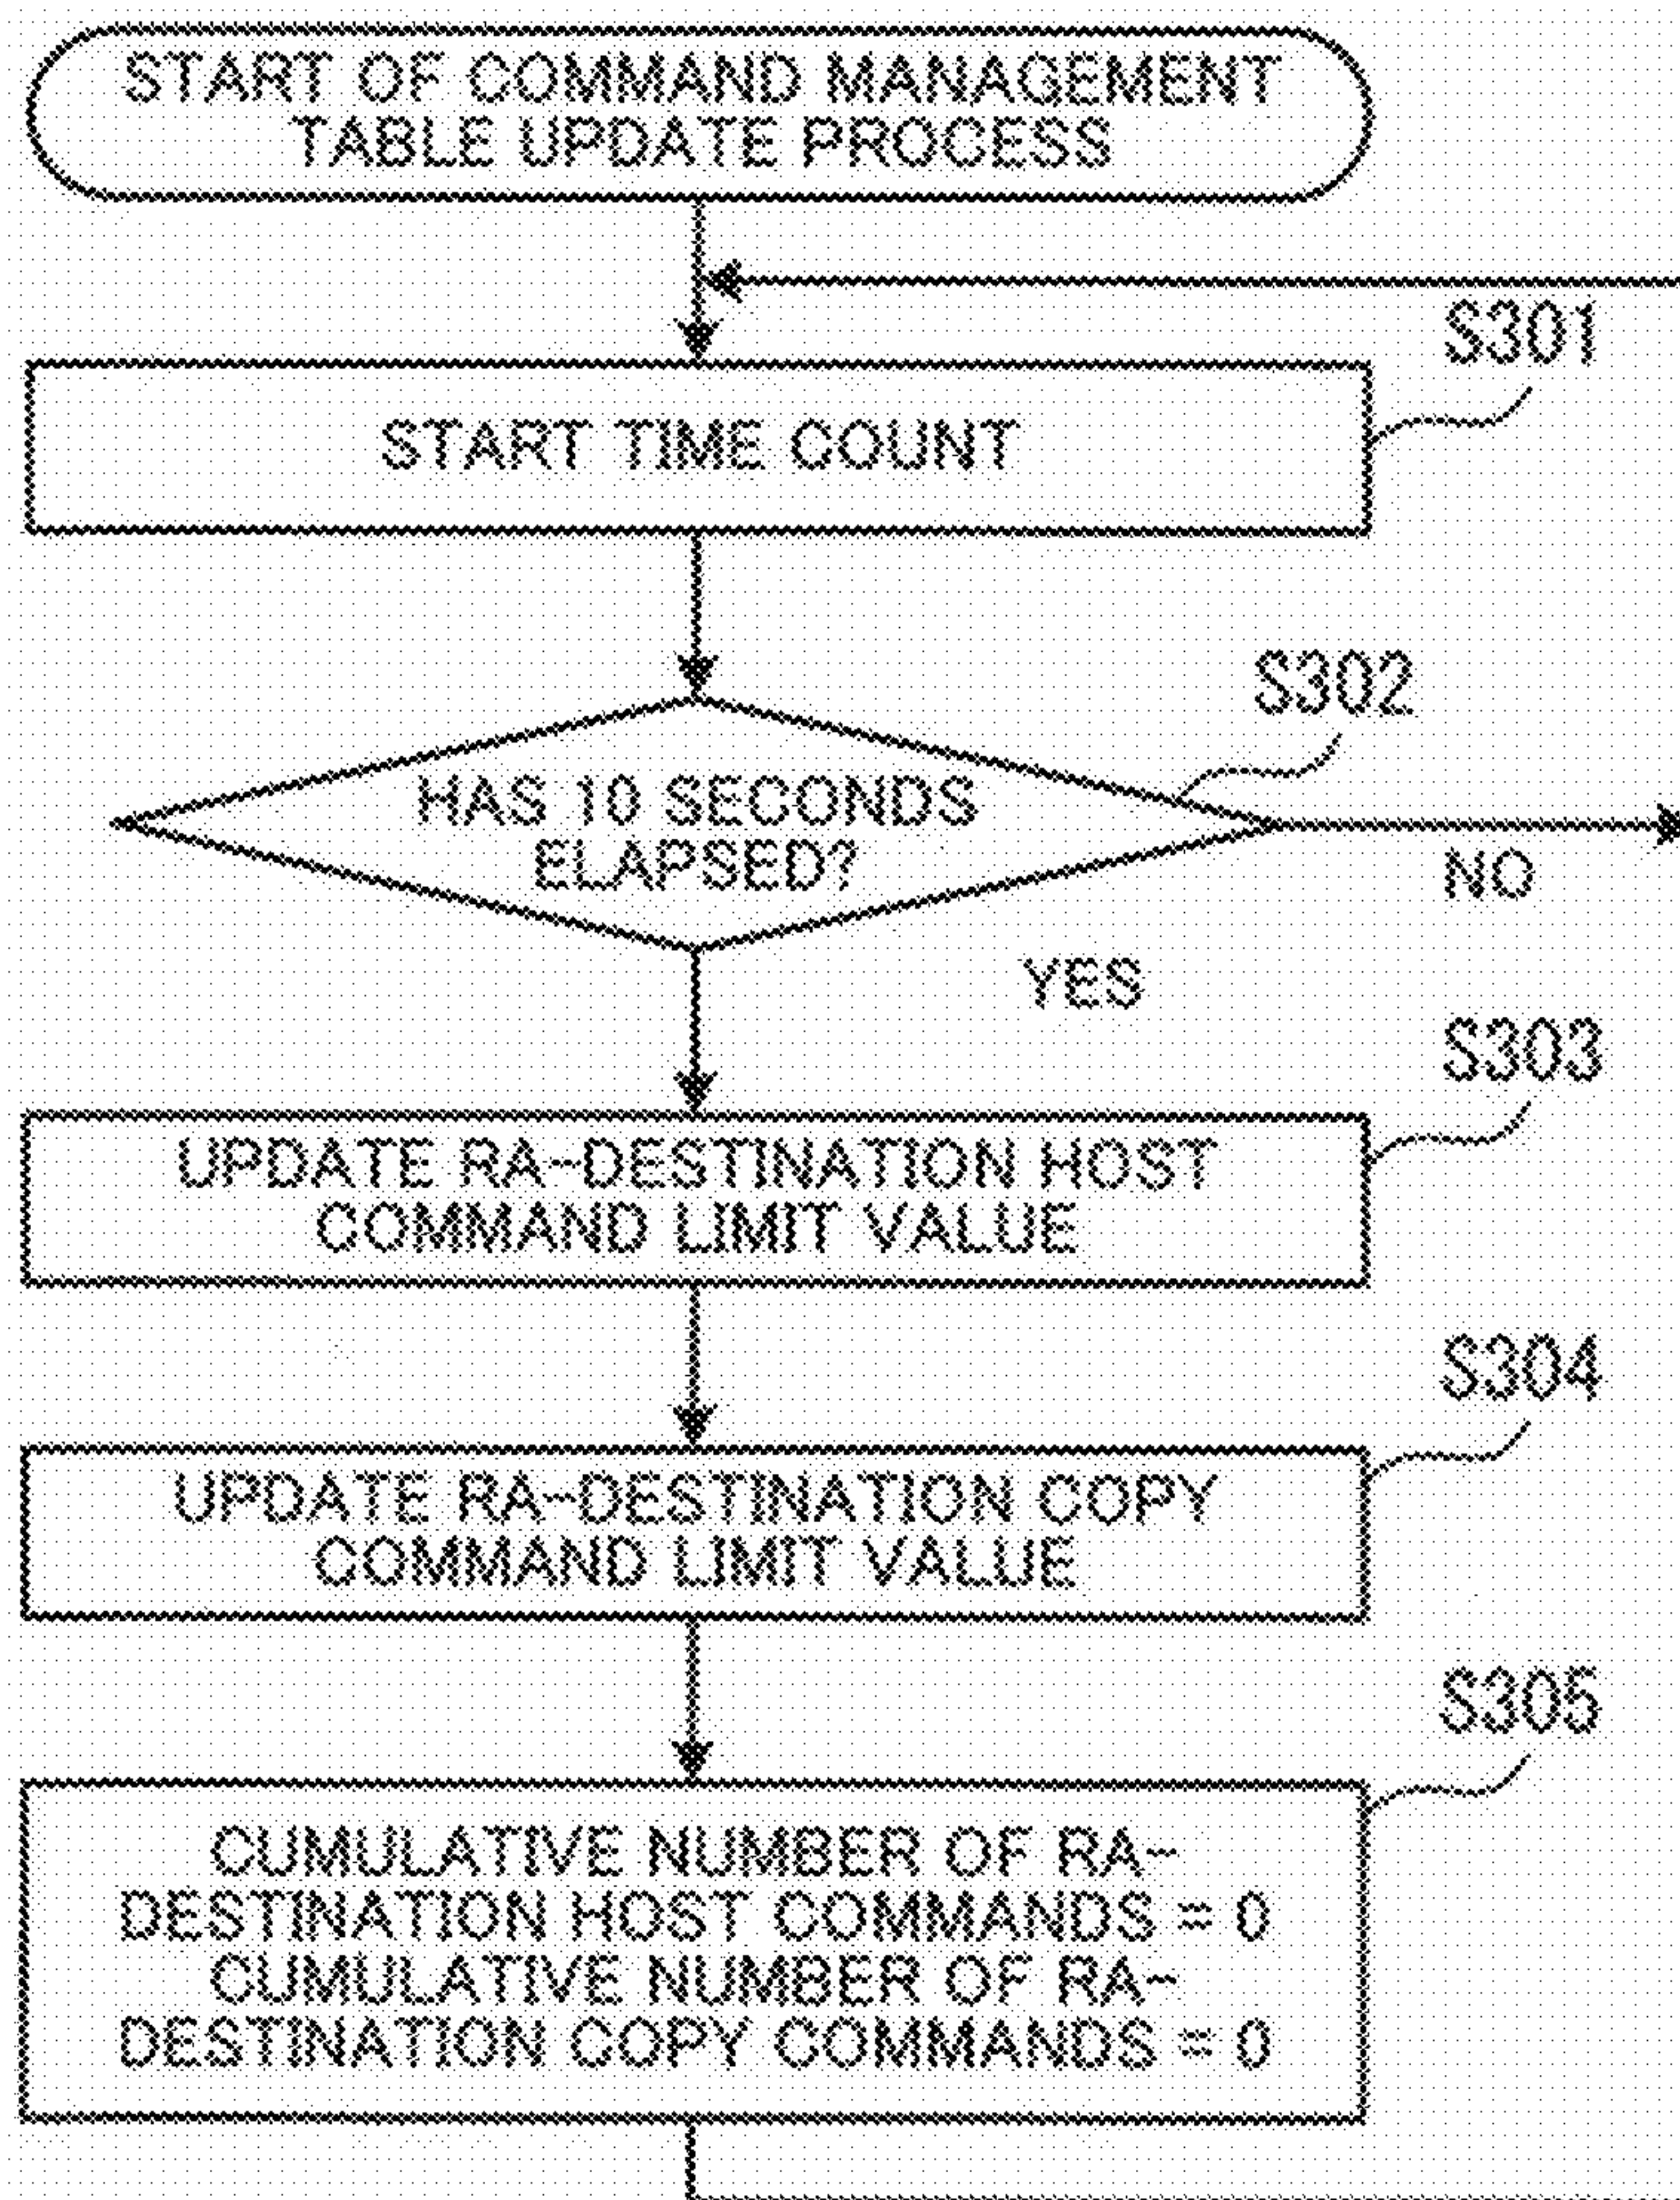 START OF COMMAND MANAGEMENT
TABLE UPDATE PROCESS
S301
START TIME COUNT
S302
HAS 10 SECONDS
ELAPSED?
NO
YES
S303
UPDATE RA-DESTINATION HOST
COMMAND LIMIT VALUE
S304
UPDATE RA-DESTINATION COPY
COMMAND LIMIT VALUE
S305
CUMULATIVE NUMBER OF RA-
DESTINATION HOST COMMANDS = 0
CUMULATIVE NUMBER OF RA-
DESTINATION COPY COMMANDS = 0